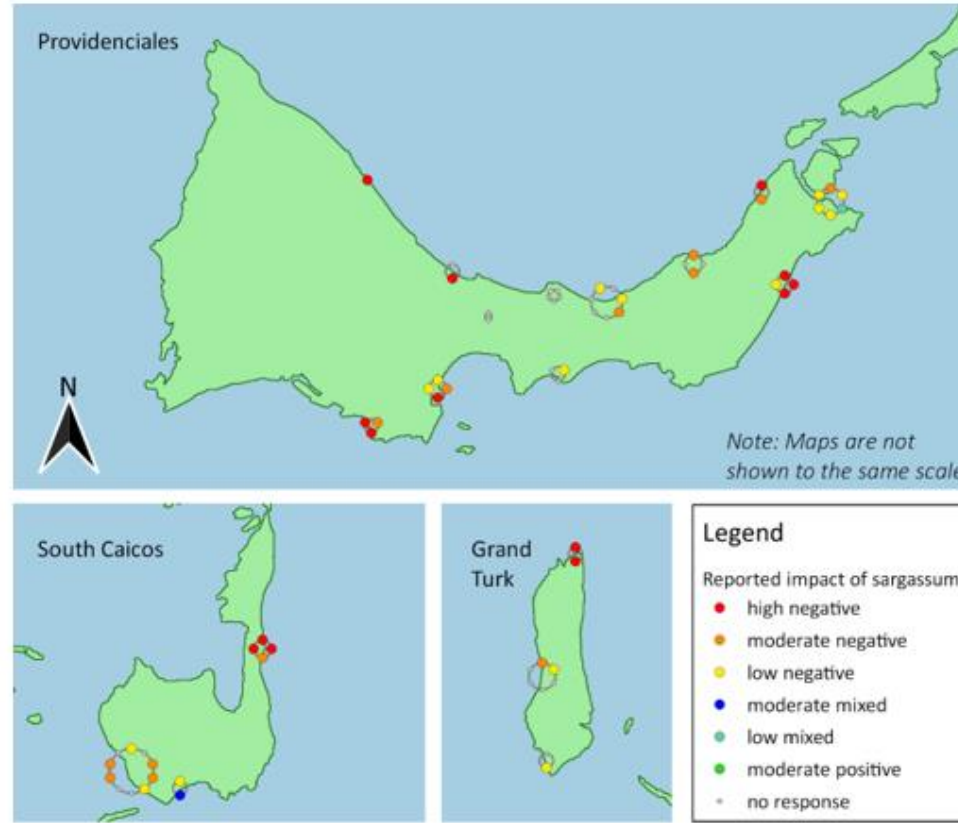 Providenciales
N
Note: Maps are not
shown to the same scale
South Caicos
Grand
Turk
Legend
Reported impact of sargassum
high negative
moderate negative
low negative
moderate mixed
low mixed
moderate positive
no response